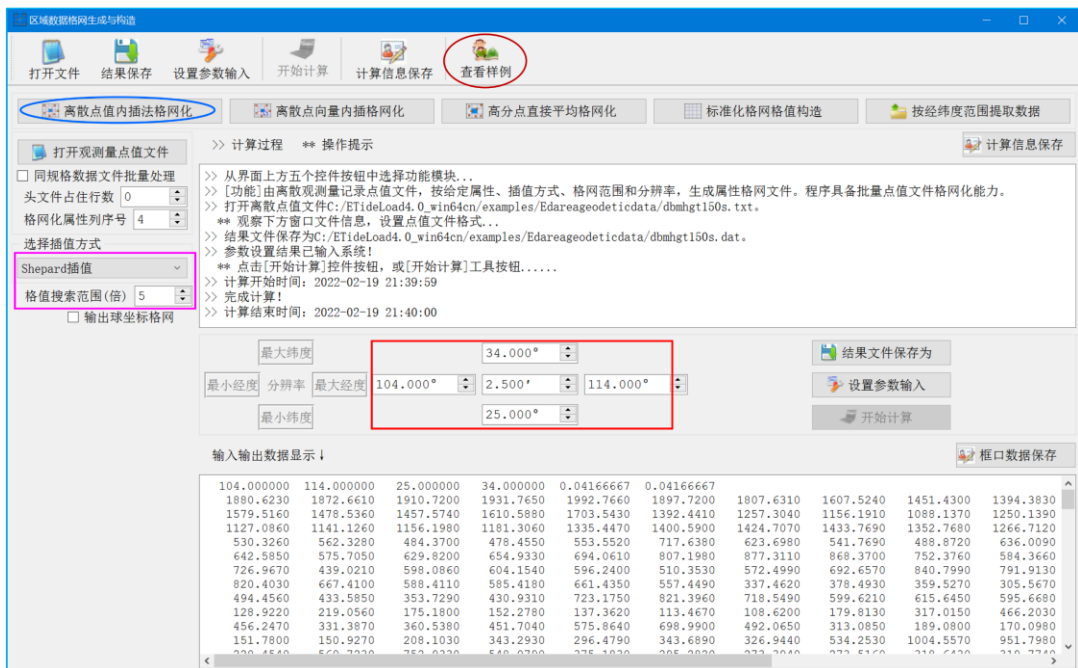 区域数据格网生成与构造
打开文件 结果保存 设置参数输入 开始计算 计算信息保存 查看样例
离散点值内插法格网化 离散点向量内插格网化 高分点直接平均格网化 标准化格网格值构造 按经纬度范围提取数据
打开观测量点值文件
同规格数据文件批量处理
头文件占住行数 0
格网化属性列序号 4
选择插值方式
Shepard插值
格值搜索范围(倍) 5
输出球坐标格网
>> 计算过程 ** 操作提示 计算信息保存
>> 从界面上方五个控件按钮中选择功能模块...
>> [功能]由离散观测量记录点值文件，按给定属性、插值方式、格网范围和分辨率，生成属性格网文件。程序具备批量点值文件格网化能力。
>> 打开离散点值文件C:/ETideLoad4.0_win64cn/examples/Edareageodeticdata/dbmhgt150s.txt。
** 观察下方窗口文件信息，设置点值文件格式...
>> 结果文件保存为C:/ETideLoad4.0_win64cn/examples/Edareageodeticdata/dbmhgt150s.dat。
>> 参数设置结果已输入系统！
** 点击[开始计算]控件按钮，或[开始计算]工具按钮......
>> 计算开始时间：2022-02-19 21:39:59
>> 完成计算！
>> 计算结束时间：2022-02-19 21:40:00
最大纬度 34.000° 结果文件保存为
最小经度 分辨率 最大经度 104.000° 2.500′ 114.000° 设置参数输入
最小纬度 25.000° 开始计算
输入输出数据显示↓ 框口数据保存
104.000000 114.000000 25.000000 34.000000 0.04166667 0.04166667
1880.6230 1872.6610 1910.7200 1931.7650 1992.7660 1897.7200 1807.6310 1607.5240 1451.4300 1394.3830
1579.5160 1478.5360 1457.5740 1610.5880 1703.5430 1392.4410 1257.3040 1156.1910 1088.1370 1250.1390
1127.0860 1141.1260 1156.1980 1181.3060 1335.4470 1400.5900 1424.7070 1433.7690 1352.7680 1266.7120
530.3260 562.3280 484.3700 478.4550 553.5520 717.6380 623.6980 541.7690 488.8720 636.0090
642.5850 575.7050 629.8200 654.9330 694.0610 807.1980 877.3110 868.3700 752.3760 584.3660
726.9670 439.0210 598.0860 604.1540 596.2400 510.3530 572.4990 692.6570 840.7990 791.9130
820.4030 667.4100 588.4110 585.4180 661.4350 557.4490 337.4620 378.4930 359.5270 305.5670
494.4560 433.5850 353.7290 430.9310 723.1750 821.3960 718.5490 599.6210 615.6450 595.6680
128.9220 219.0560 175.1800 152.2780 137.3620 113.4670 108.6200 179.8130 317.0150 466.2030
456.2470 331.3870 360.5380 451.7040 575.8640 698.9900 492.0650 313.0850 189.0800 170.0980
151.7800 150.9270 208.1030 343.2930 296.4790 343.6890 326.9440 534.2530 1004.5570 951.7980